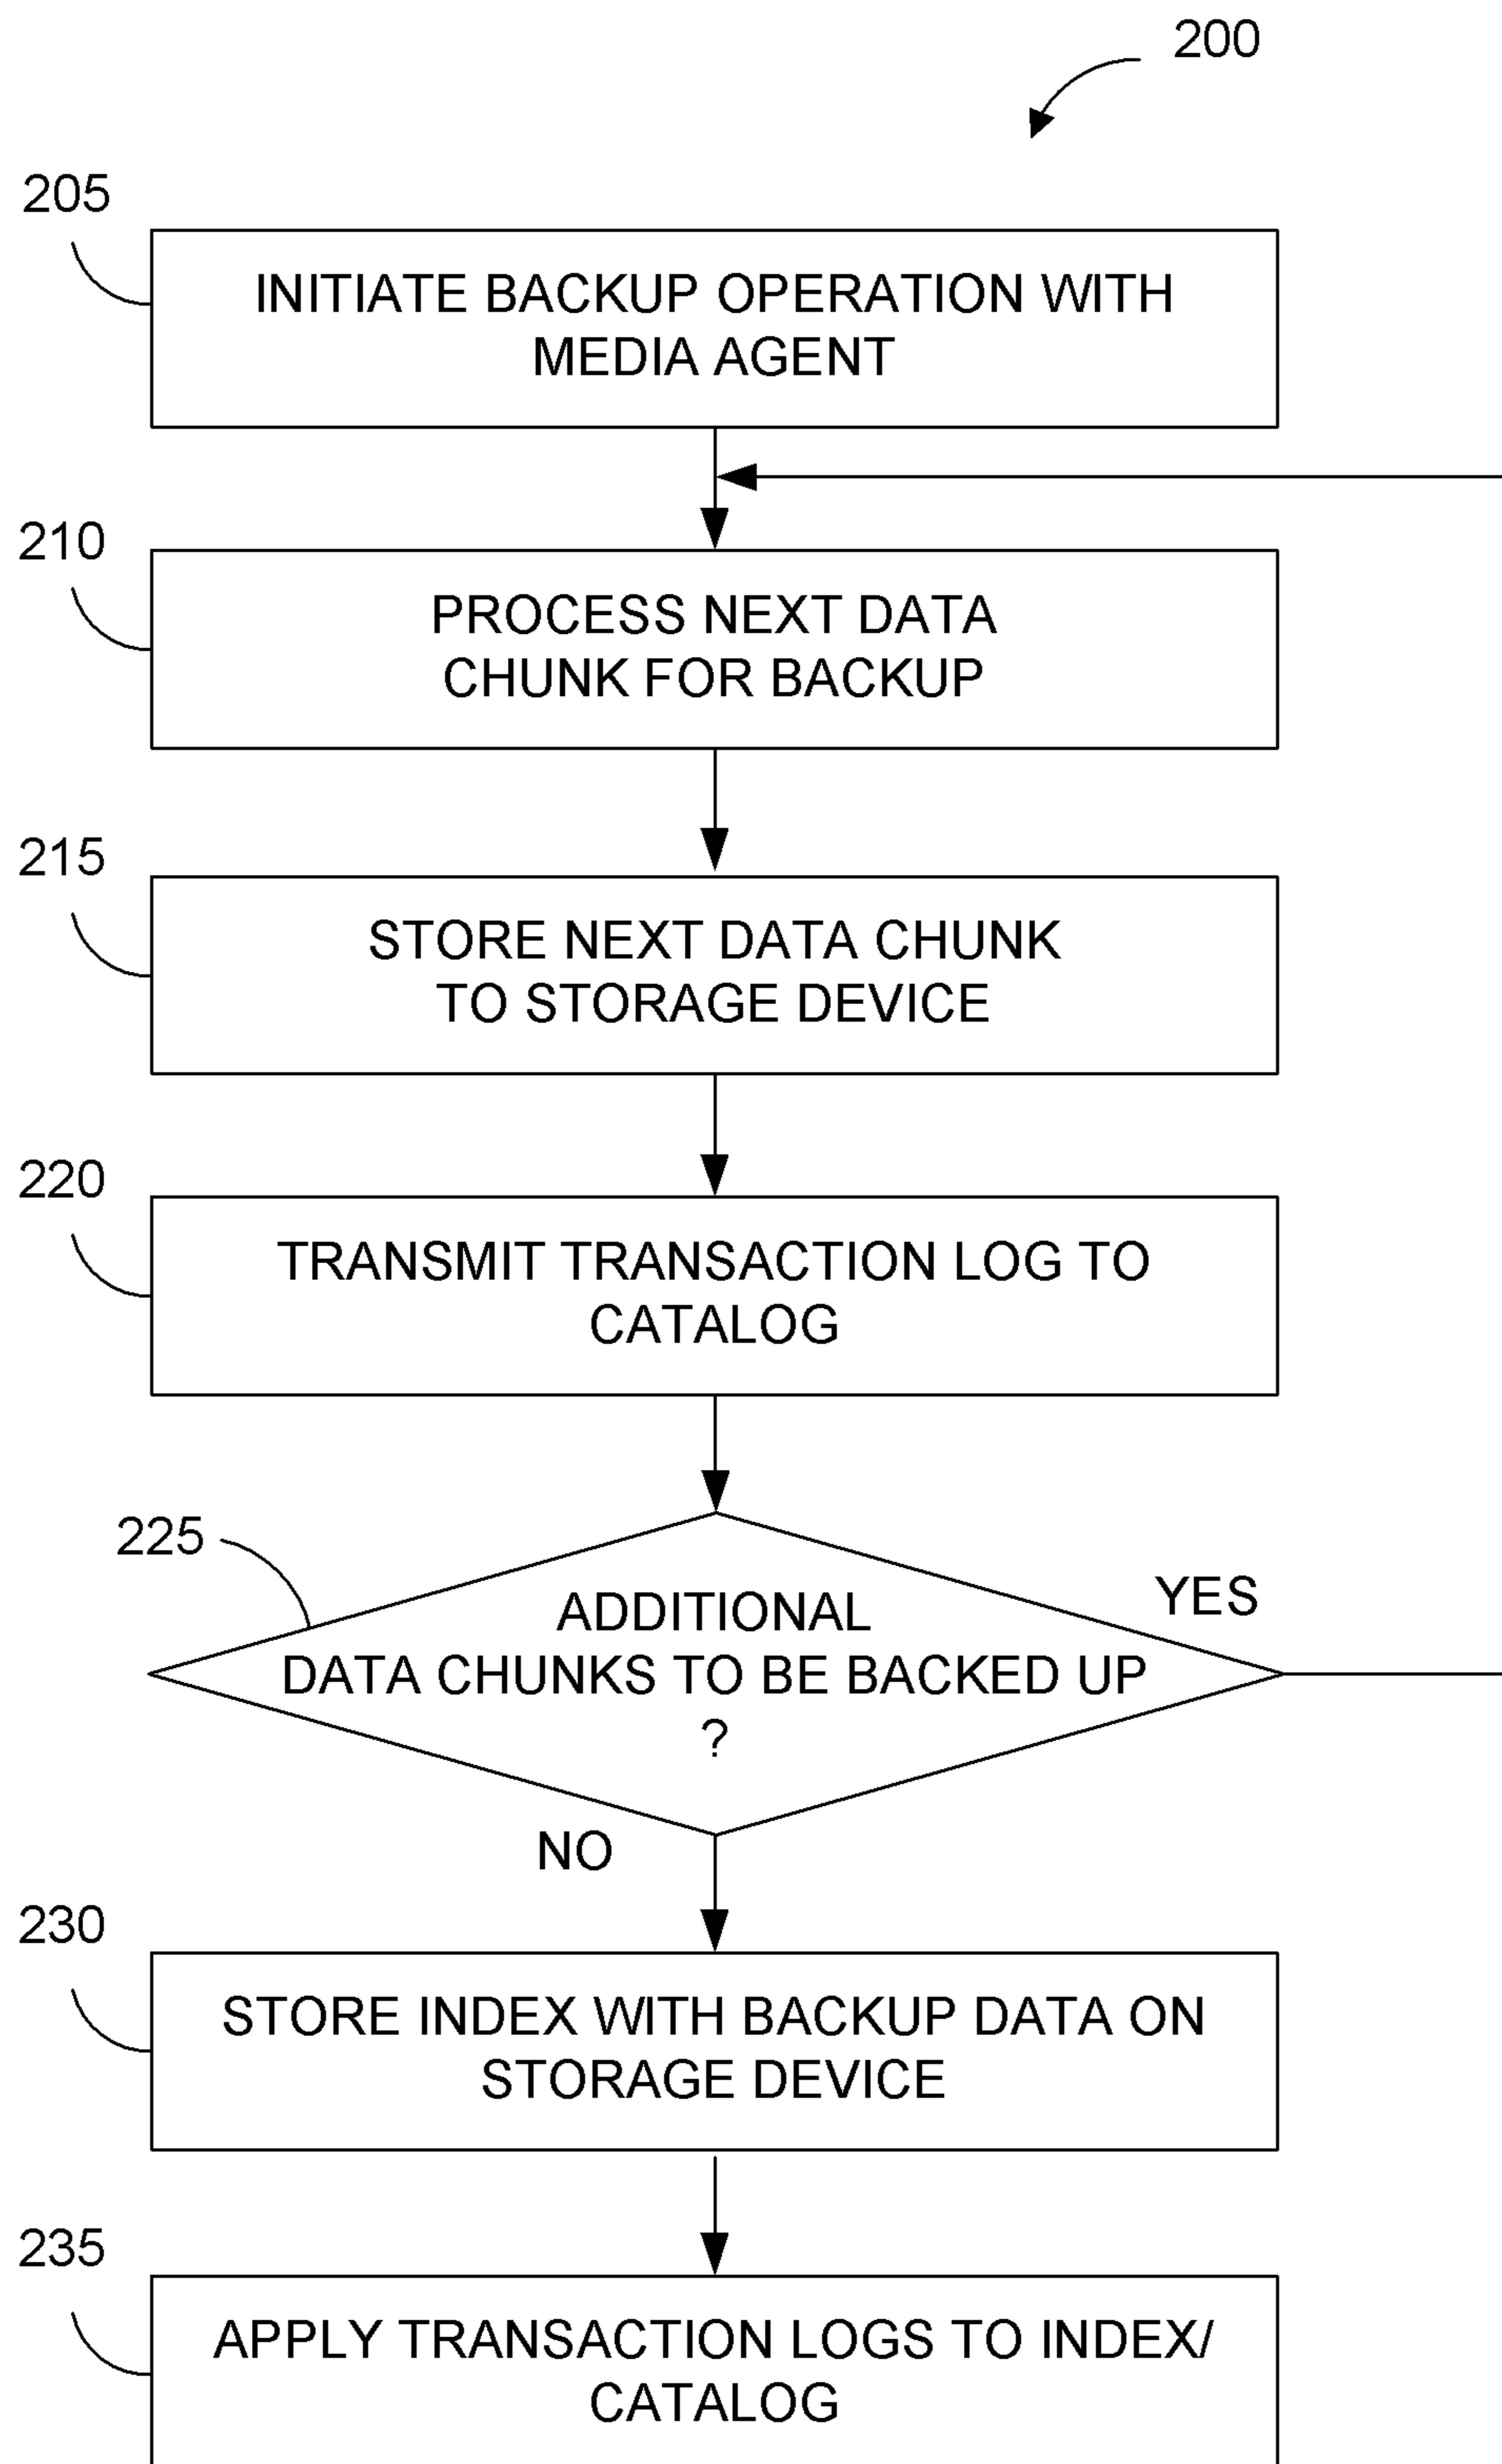 200
205
INITIATE BACKUP OPERATION WITH
MEDIA AGENT
210
PROCESS NEXT DATA
CHUNK FOR BACKUP
215
STORE NEXT DATA CHUNK
TO STORAGE DEVICE
220
TRANSMIT TRANSACTION LOG TO
CATALOG
225
ADDITIONAL
DATA CHUNKS TO BE BACKED UP
?
YES
NO
230
STORE INDEX WITH BACKUP DATA ON
STORAGE DEVICE
235
APPLY TRANSACTION LOGS TO INDEX/
CATALOG